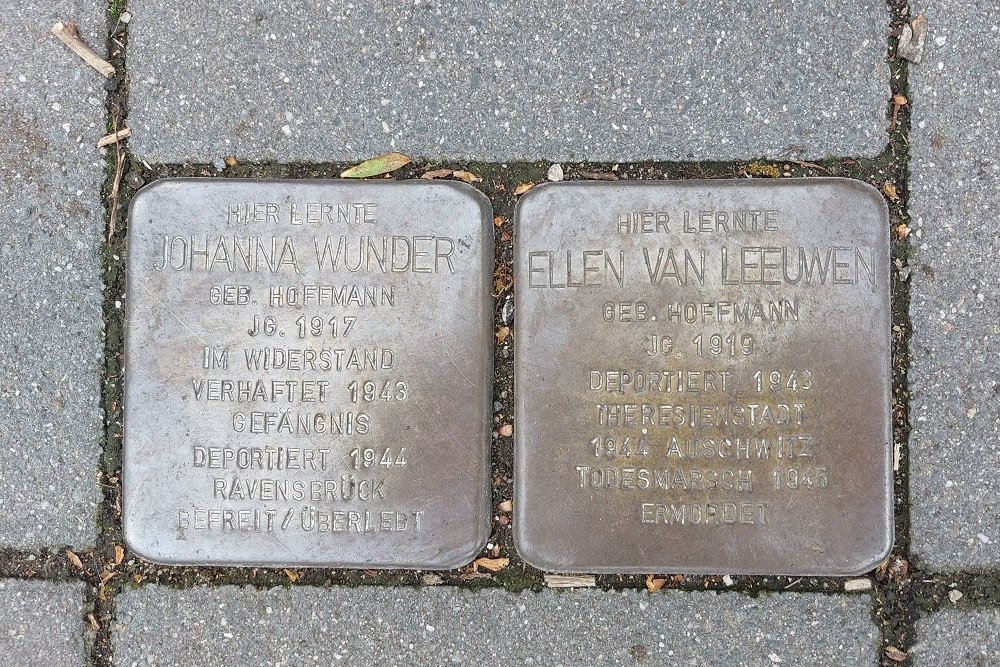 HIER LERNTE
JOHANNA WUNDER
GEB. HOFFMANN
JG. 1917
IM WIDERSTAND
VERHAFTET 1943
GEFÄNGNIS
DEPORTIERT 1944
RAVENSBRÜCK
BEFREIT/ÜBERLEBT
HIER LERNTE
ELLEN VAN LEEUWEN
GEB. HOFFMANN
JG. 1919
DEPORTIERT 1943
THERESIENSTADT
1944 AUSCHWITZ
TODESMARSCH 1945
ERMORDET